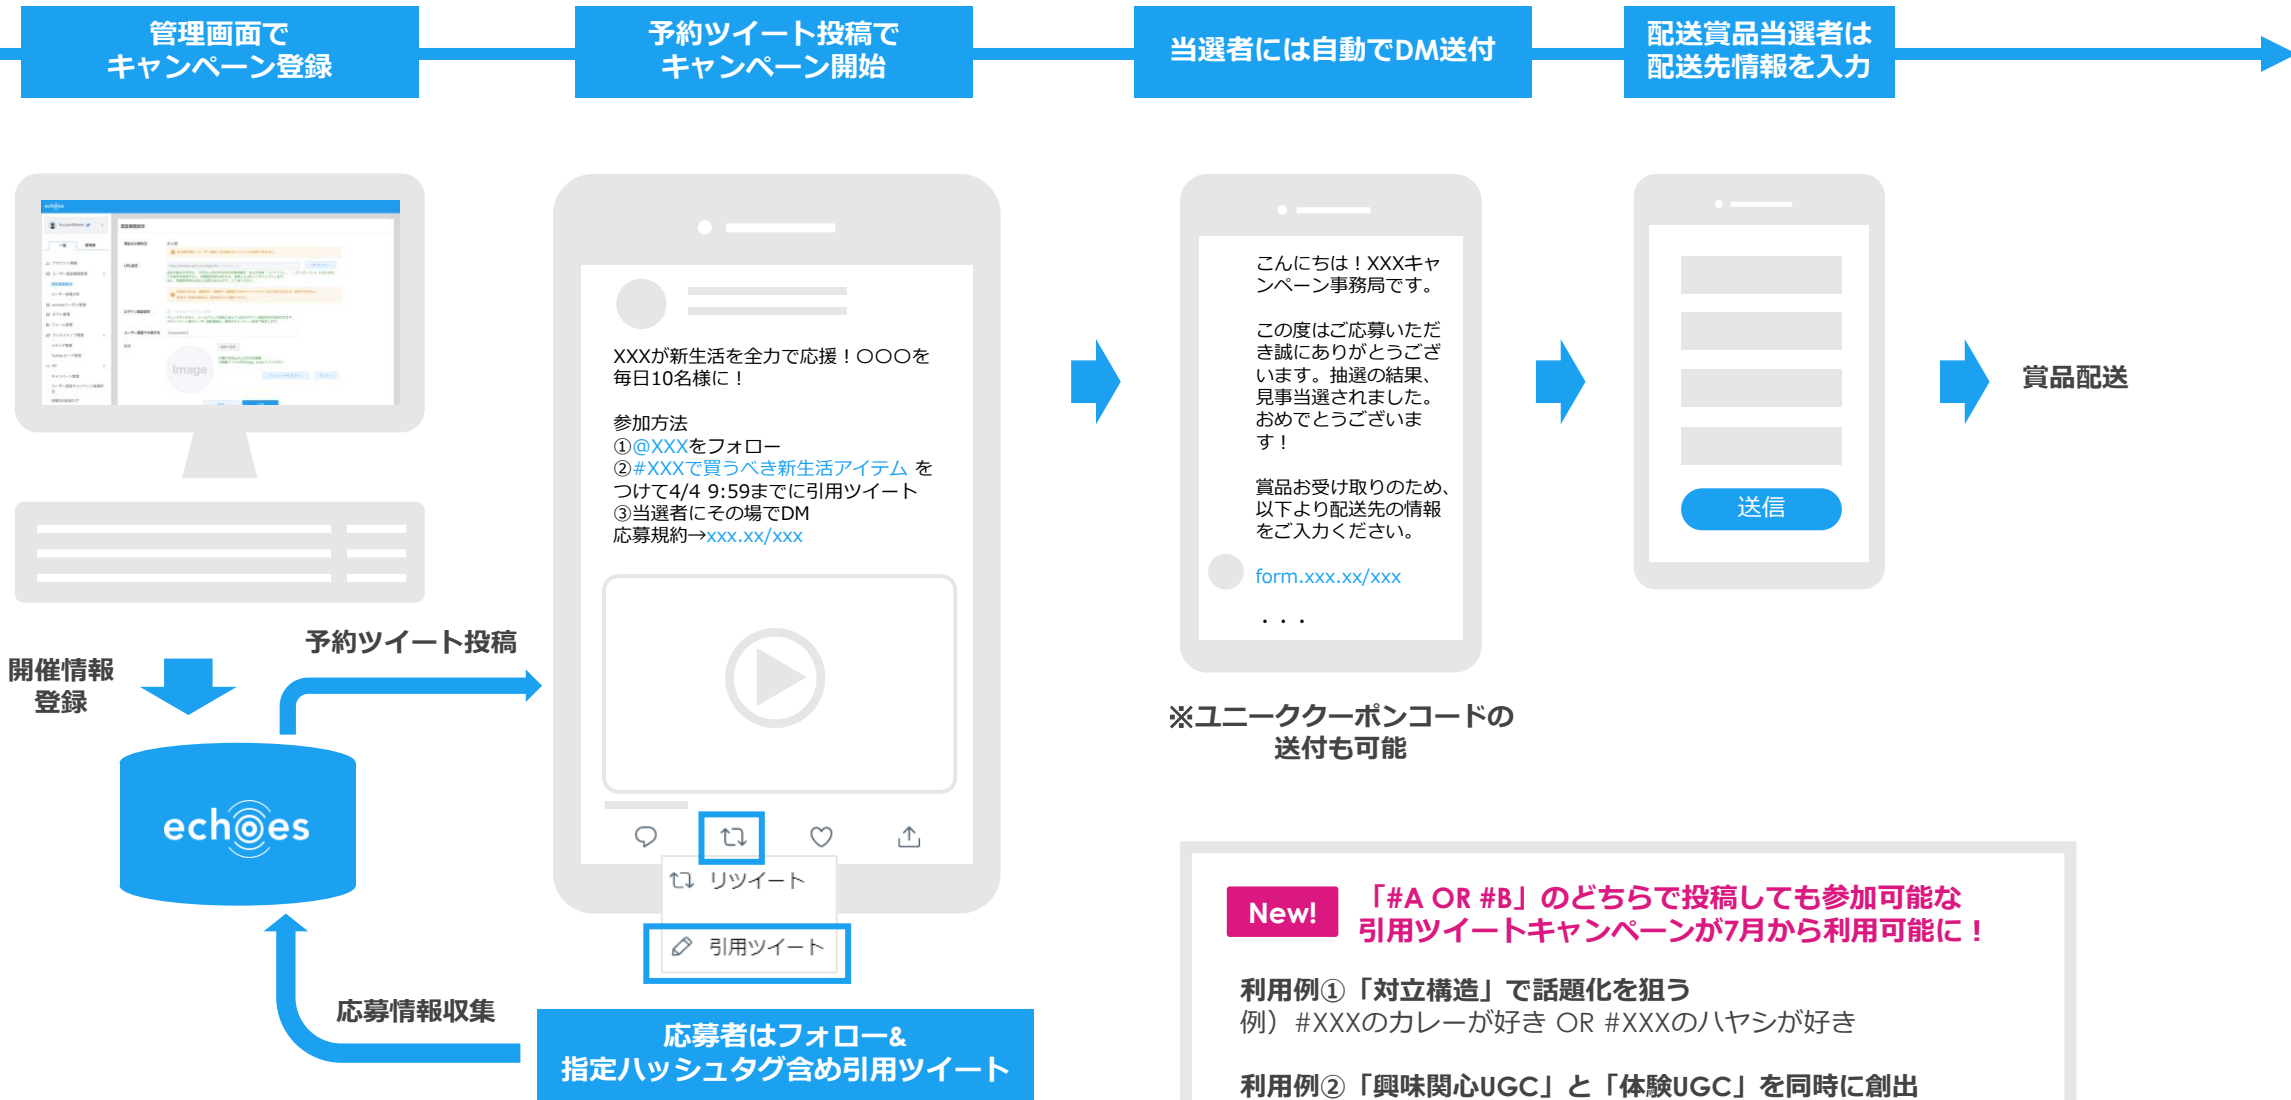 管理画面で
キャンペーン登録
予約ツイート投稿で
キャンペーン開始
当選者には自動でDM送付
配送賞品当選者は
配送先情報を入力
echoes
Image
開催情報
登録
予約ツイート投稿
echoes
応募情報収集
XXXが新生活を全力で応援！〇〇〇を
毎日10名様に！
参加方法
①@XXXをフォロー
②#XXXで買うべき新生活アイテム を
つけて4/4 9:59までに引用ツイート
③当選者にその場でDM
応募規約→xxx.xx/xxx
リツイート
引用ツイート
応募者はフォロー&
指定ハッシュタグ含め引用ツイート
こんにちは！XXXキャ
ンペーン事務局です。
この度はご応募いただ
き誠にありがとうござ
います。抽選の結果、
見事当選されました。
おめでとうございま
す！
賞品お受け取りのため、
以下より配送先の情報
をご入力ください。
form.xxx.xx/xxx
・・・
※ユニーククーポンコードの
送付も可能
送信
賞品配送
New!
「#A OR #B」のどちらで投稿しても参加可能な
引用ツイートキャンペーンが7月から利用可能に！
利用例①「対立構造」で話題化を狙う
例）#XXXのカレーが好き OR #XXXのハヤシが好き
利用例②「興味関心UGC」と「体験UGC」を同時に創出